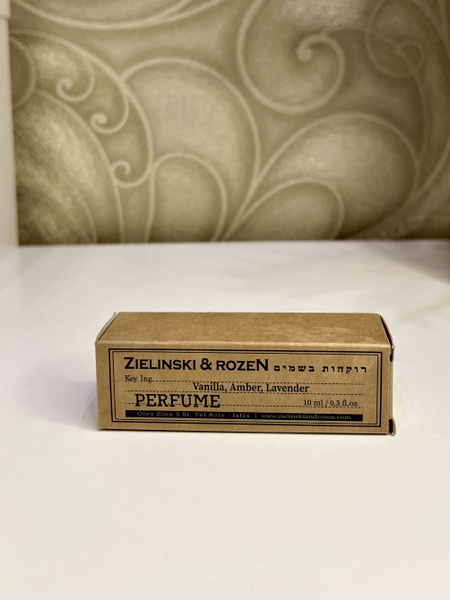 ZIELINSKI & ROZEN רוקחות בשמים
Key Ing.
Vanilla, Amber, Lavender
PERFUME 10 ml / 0,3 fl.oz
Oley Zion 5 St. Tel Aviv - Jaffa | www.zielinskiandrozen.com